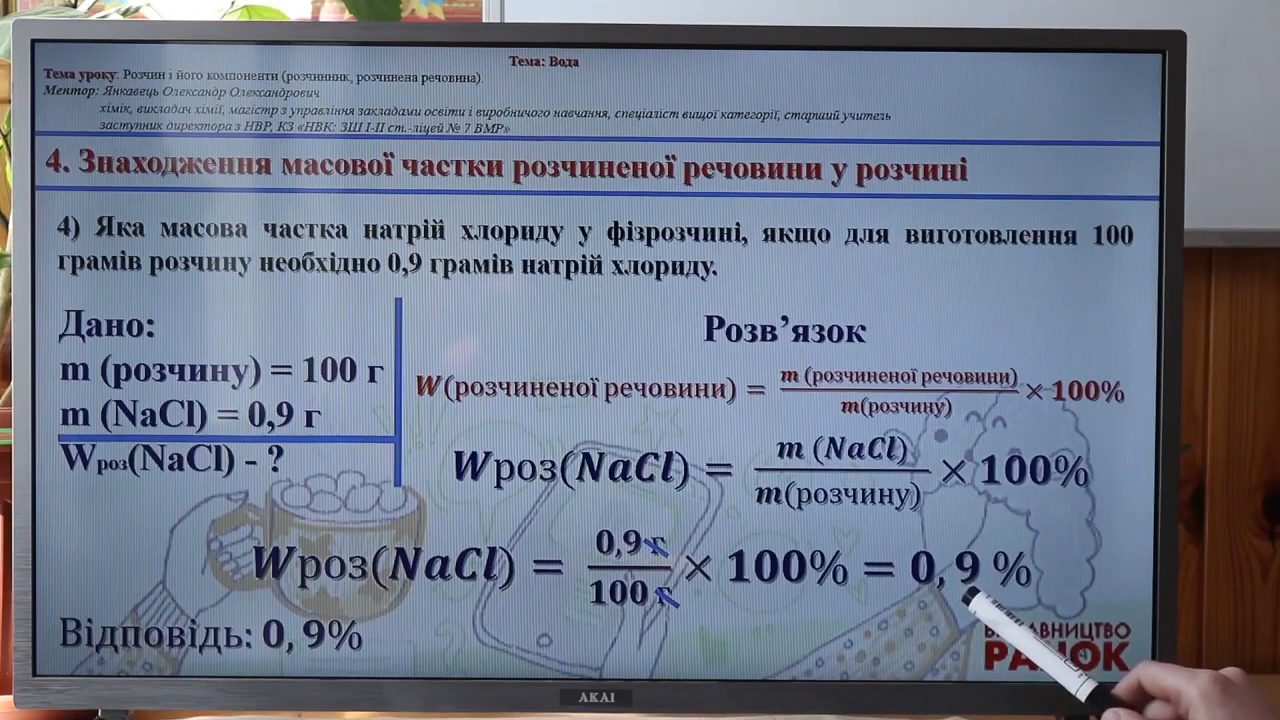 Тема: Вода
Тема уроку: Розчин і його компоненти (розчинник, розчинена речовина).
Ментор: Янкавець Олександр Олександрович
хімік, викладач хімії, магістр з управління закладами освіти і виробничого навчання, спеціаліст вищої категорії, старший учитель
заступник директора з НВР, КЗ «НВК: ЗШ І-ІІ ст.-ліцей № 7 ВМР»
4. Знаходження масової частки розчиненої речовини у розчині
4) Яка масова частка натрій хлориду у фізрозчині, якщо для виготовлення 100
грамів розчину необхідно 0,9 грамів натрій хлориду.
Дано:
m (розчину) = 100 г
m (NaCl) = 0,9 г
Wроз(NaCl) - ?
Розв’язок
W(розчиненої речовини) = m (розчиненої речовини) / m(розчину) × 100%
Wроз(NaCl) = m (NaCl) / m(розчину) × 100%
Wроз(NaCl) = 0,9 г / 100 г × 100% = 0,9 %
Відповідь: 0,9%
РАНОК
AKAI